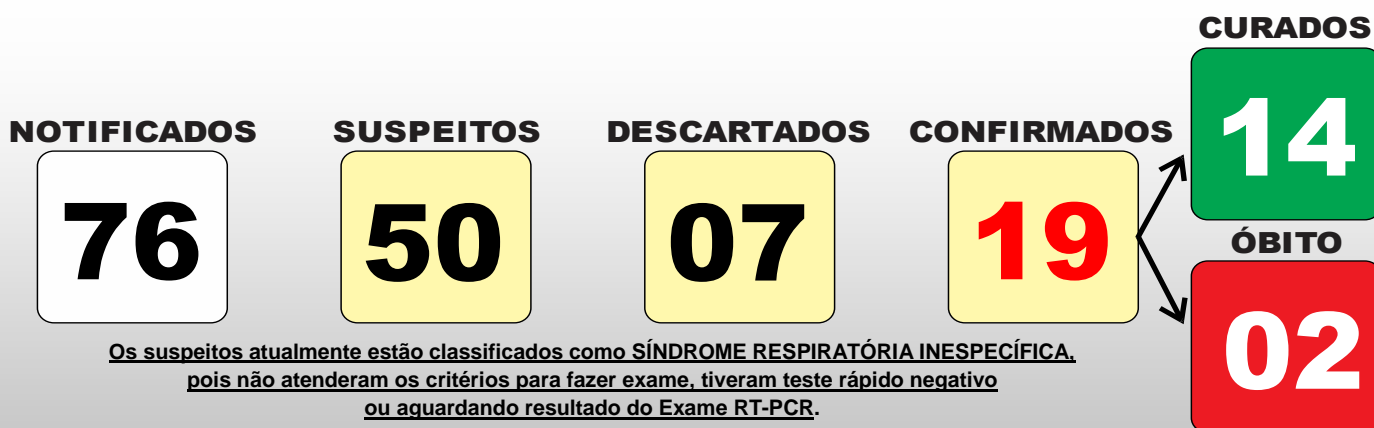 NOTIFICADOS
76
SUSPEITOS
50
DESCARTADOS
07
CONFIRMADOS
19
CURADOS
14
ÓBITO
02
Os suspeitos atualmente estão classificados como SÍNDROME RESPIRATÓRIA INESPECÍFICA,
pois não atenderam os critérios para fazer exame, tiveram teste rápido negativo
ou aguardando resultado do Exame RT-PCR.